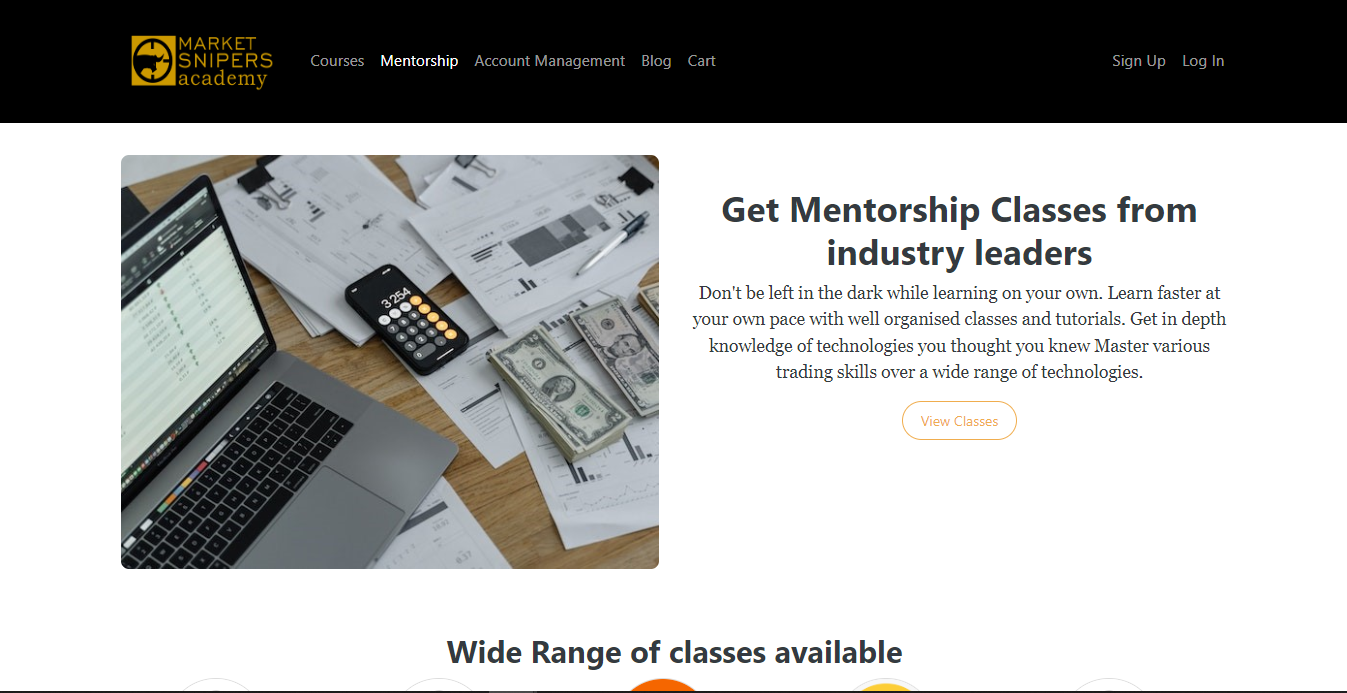 MARKET
SNIPERS
academy
Courses Mentorship Account Management Blog Cart
Sign Up Log In
3 254
Get Mentorship Classes from
industry leaders
Don't be left in the dark while learning on your own. Learn faster at
your own pace with well organised classes and tutorials. Get in depth
knowledge of technologies you thought you knew Master various
trading skills over a wide range of technologies.
View Classes
Wide Range of classes available